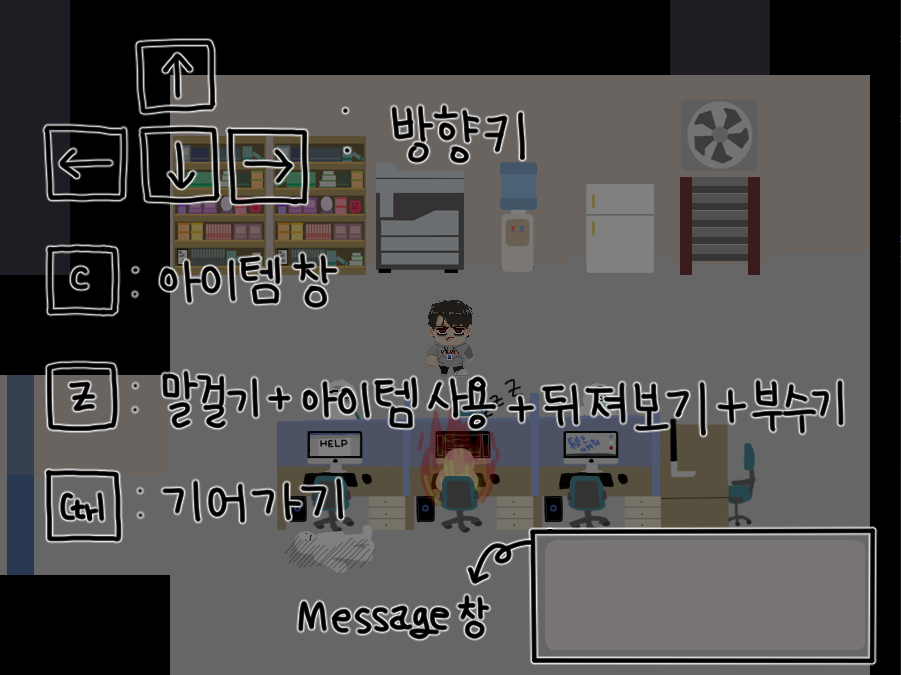 ↑
← ↓ → : 방향키
C : 아이템 창
Z : 말걸기 + 아이템 사용 + 뒤져보기 + 부수기
z z z
HELP
Ctrl : 기어가기
Message 창